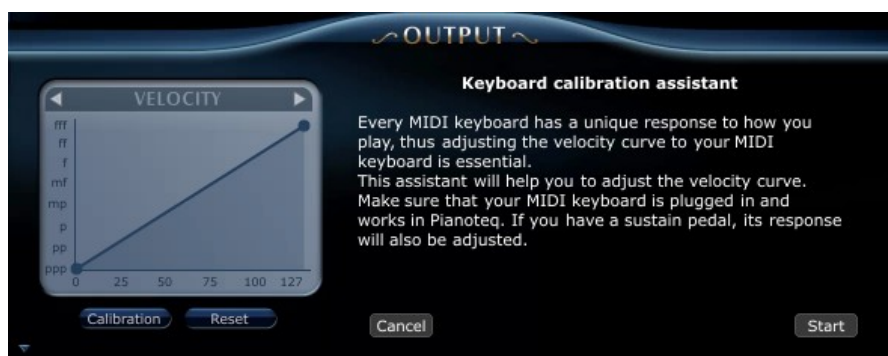 OUTPUT
VELOCITY
fff
ff
f
mf
mp
p
pp
ppp
0 25 50 75 100 127
Calibration Reset
Keyboard calibration assistant
Every MIDI keyboard has a unique response to how you
play, thus adjusting the velocity curve to your MIDI
keyboard is essential.
This assistant will help you to adjust the velocity curve.
Make sure that your MIDI keyboard is plugged in and
works in Pianoteq. If you have a sustain pedal, its response
will also be adjusted.
Cancel Start